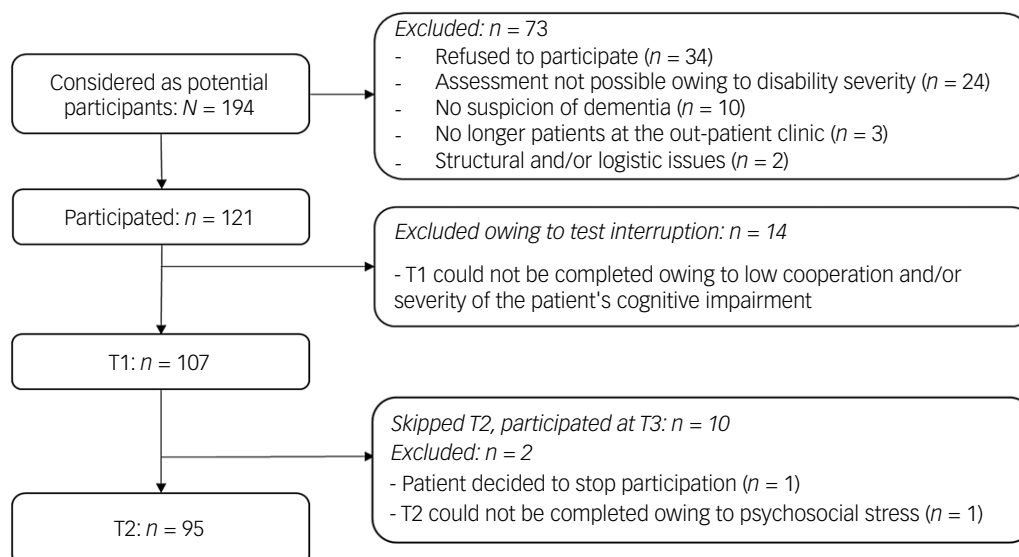 Considered as potential
participants: N = 194
Excluded: n = 73
- Refused to participate (n = 34)
- Assessment not possible owing to disability severity (n = 24)
- No suspicion of dementia (n = 10)
- No longer patients at the out-patient clinic (n = 3)
- Structural and/or logistic issues (n = 2)
Participated: n = 121
Excluded owing to test interruption: n = 14
- T1 could not be completed owing to low cooperation and/or
severity of the patient's cognitive impairment
T1: n = 107
Skipped T2, participated at T3: n = 10
Excluded: n = 2
- Patient decided to stop participation (n = 1)
- T2 could not be completed owing to psychosocial stress (n = 1)
T2: n = 95